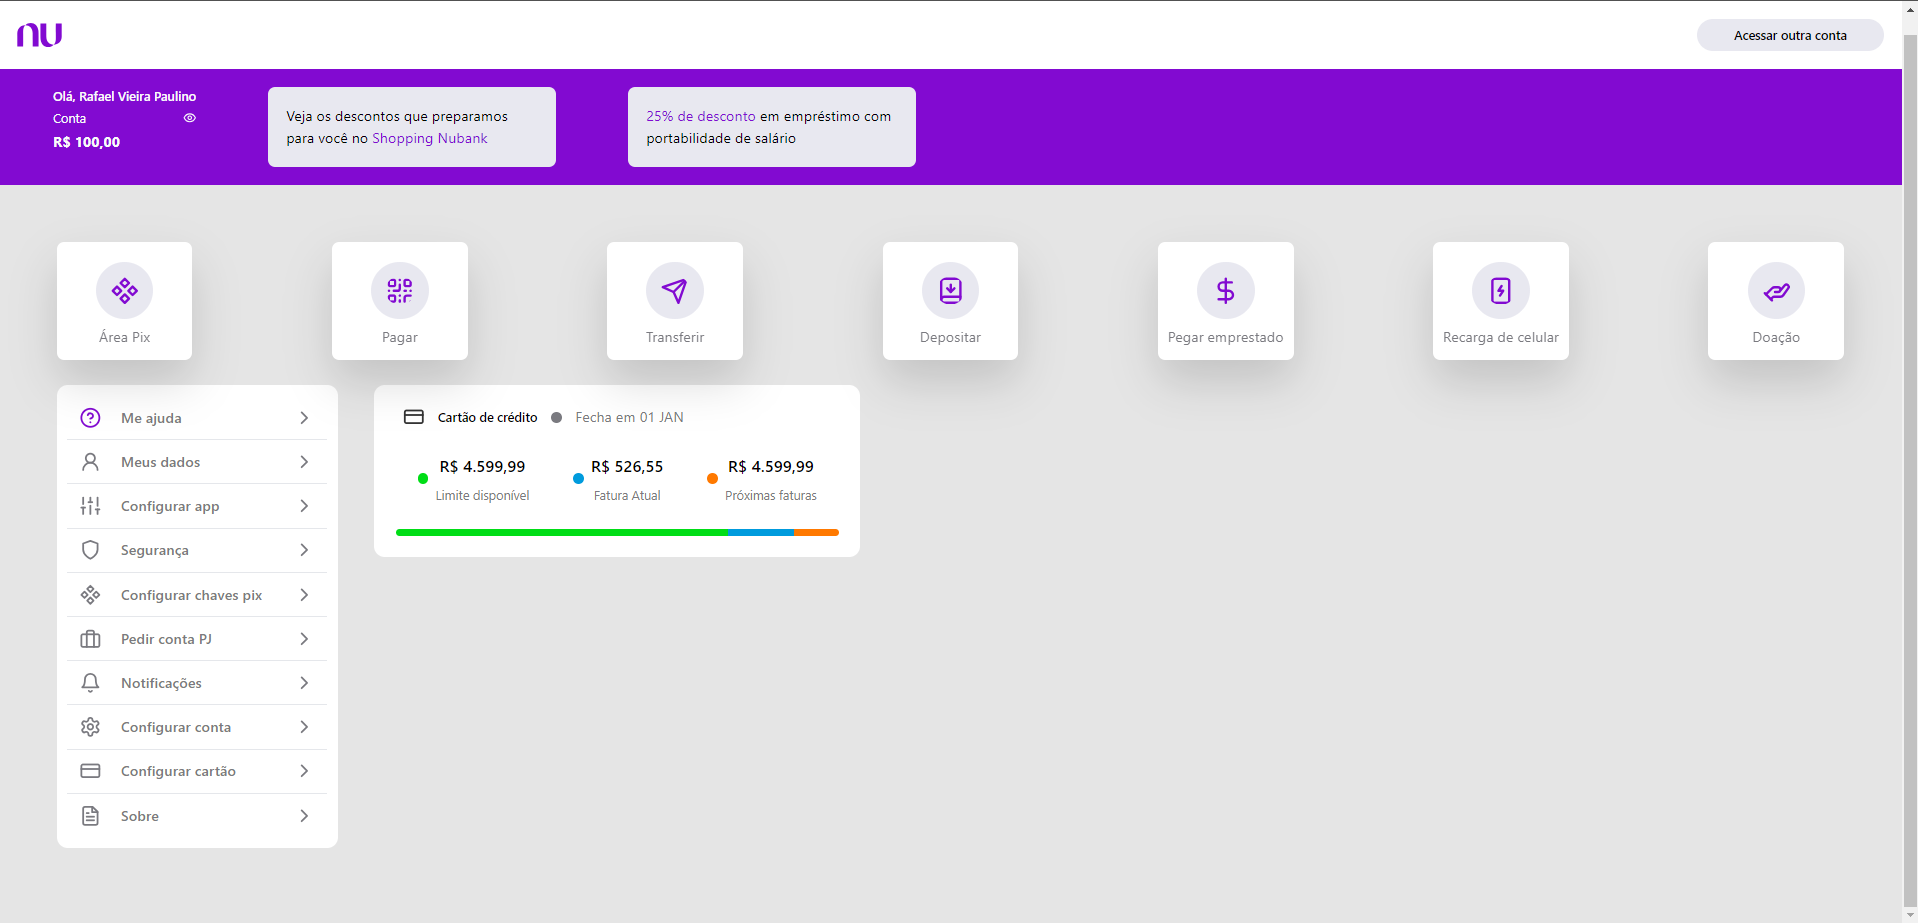 nu
Acessar outra conta
Olá, Rafael Vieira Paulino
Conta
R$ 100,00
Veja os descontos que preparamos
para você no Shopping Nubank
25% de desconto em empréstimo com
portabilidade de salário
Área Pix
Pagar
Transferir
Depositar
Pegar emprestado
Recarga de celular
Doação
Me ajuda
Meus dados
Configurar app
Segurança
Configurar chaves pix
Pedir conta PJ
Notificações
Configurar conta
Configurar cartão
Sobre
Cartão de crédito
Fecha em 01 JAN
R$ 4.599,99
Limite disponível
R$ 526,55
Fatura Atual
R$ 4.599,99
Próximas faturas